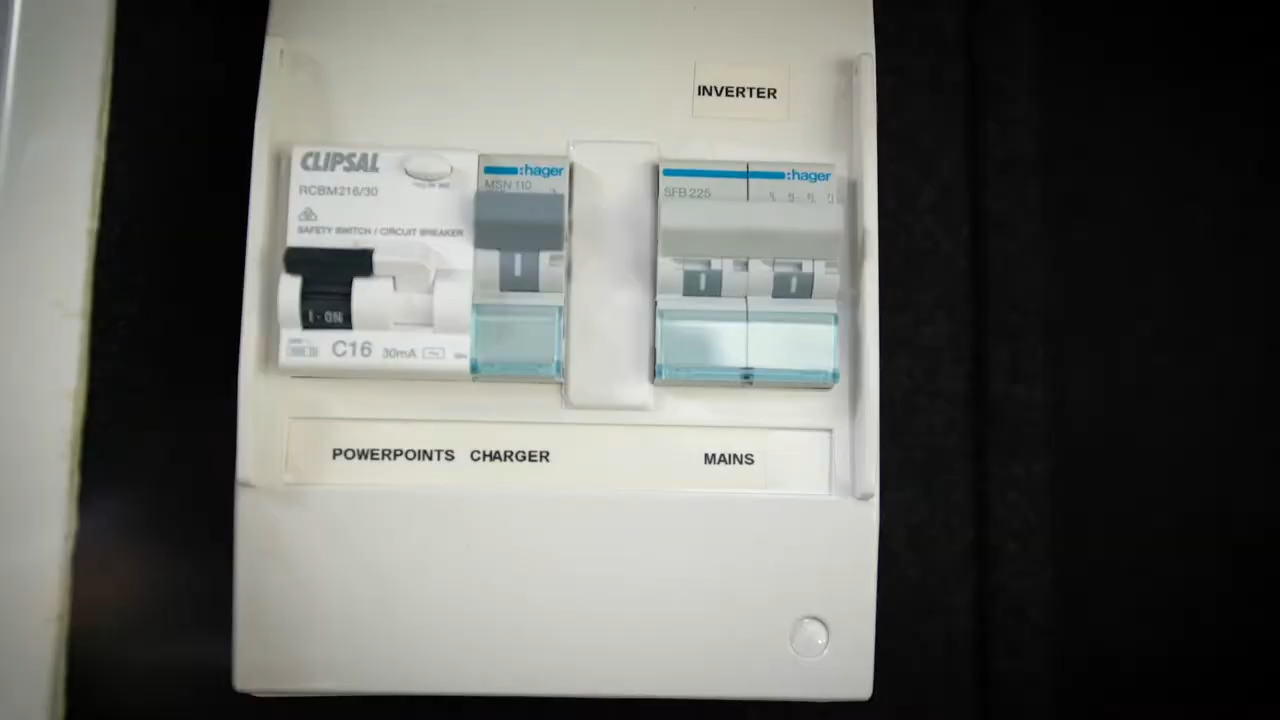 INVERTER
CLIPSAL
RCBM216/30
SAFETY SWITCH / CIRCUIT BREAKER
I-ON
C16 30mA
:hager
MSN 110
I
:hager
SFB 225
I I
POWERPOINTS CHARGER MAINS